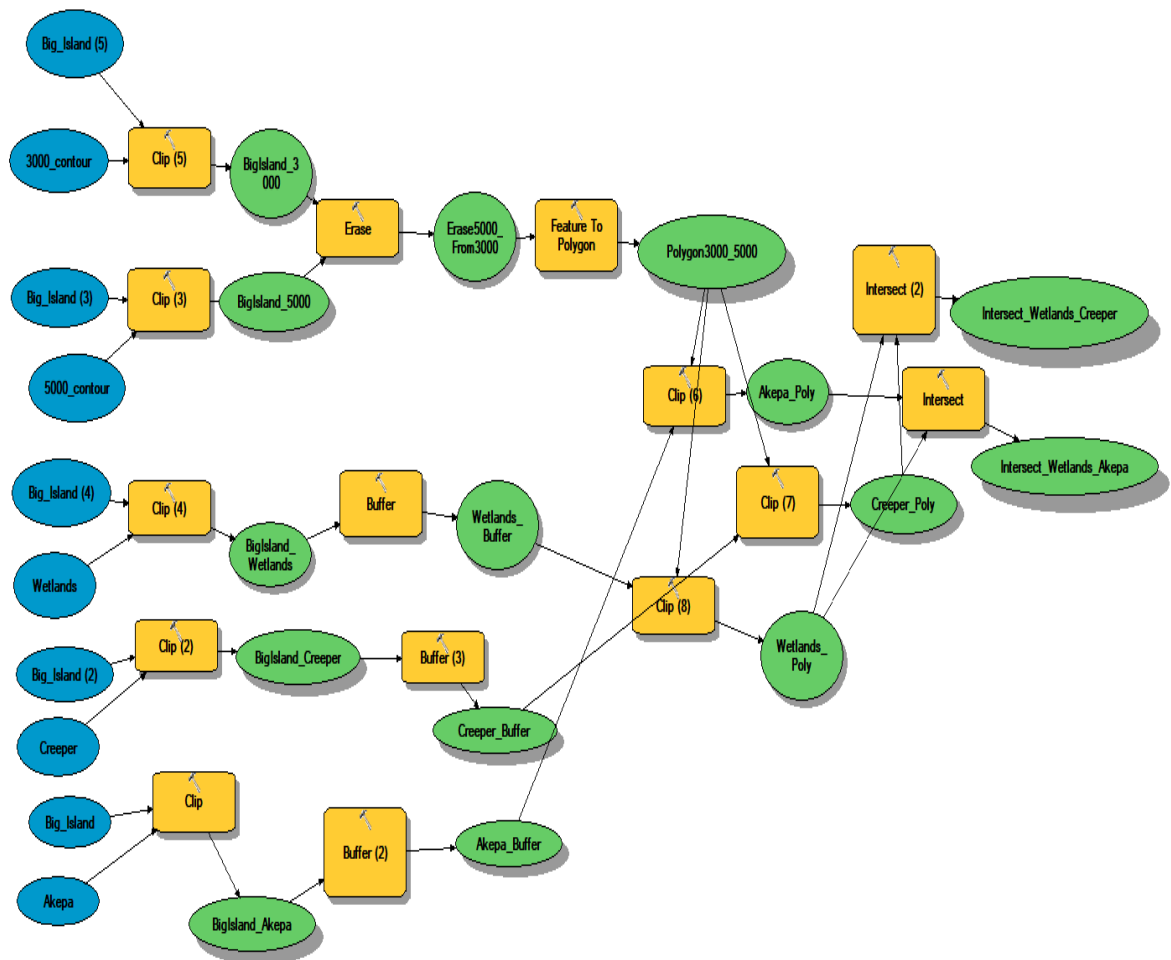 Big_Island (5)
3000_contour
Clip (5)
BigIsland_3
000
Erase
Erase5000_
From3000
Feature To
Polygon
Polygon3000_5000
Big_Island (3)
Clip (3)
BigIsland_5000
5000_contour
Intersect (2)
Intersect_Wetlands_Creeper
Clip (6)
Akepa_Poly
Intersect
Intersect_Wetlands_Akepa
Big_Island (4)
Clip (4)
Buffer
Wetlands_
Buffer
Clip (7)
Creeper_Poly
BigIsland_
Wetlands
Wetlands
Clip (8)
Wetlands_
Poly
Big_Island (2)
Clip (2)
BigIsland_Creeper
Buffer (3)
Creeper
Creeper_Buffer
Big_Island
Clip
Buffer (2)
Akepa_Buffer
Akepa
BigIsland_Akepa